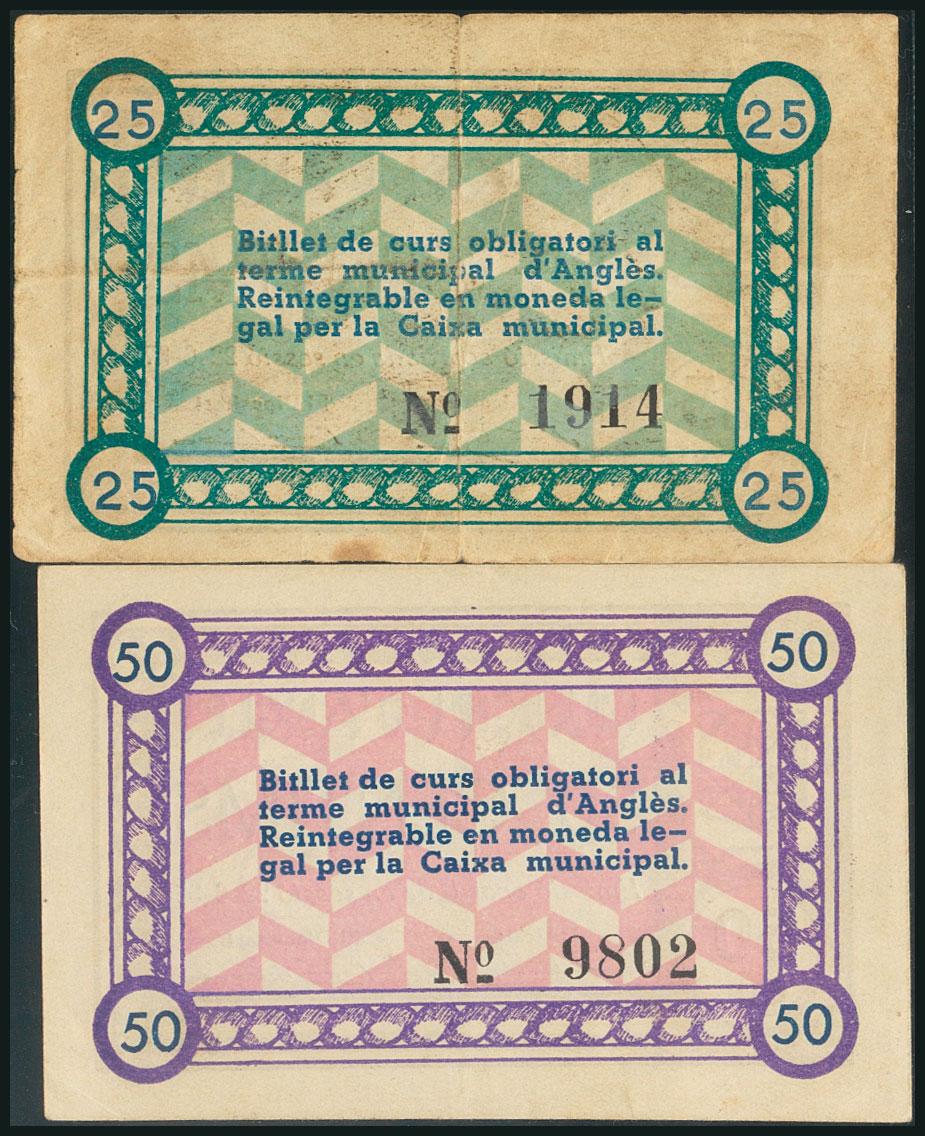 25 25
Bitllet de curs obligatori al
terme municipal d'Anglès.
Reintegrable en moneda le-
gal per la Caixa municipal.
Nº 1914
25 25
50 50
Bitllet de curs obligatori al
terme municipal d'Anglès.
Reintegrable en moneda le-
gal per la Caixa municipal.
Nº 9802
50 50